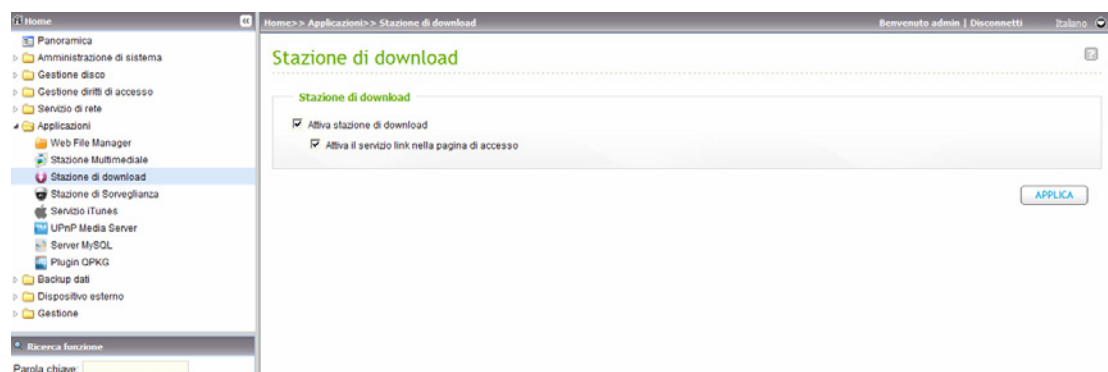 Home
Home>> Applicazioni>> Stazione di download
Benvenuto admin | Disconnetti
Italiano
Panoramica
Amministrazione di sistema
Gestione disco
Gestione diritti di accesso
Servizio di rete
Applicazioni
Web File Manager
Stazione Multimediale
Stazione di download
Stazione di Sorveglianza
Servizio iTunes
UPnP Media Server
Server MySQL
Plugin QPKG
Backup dati
Dispositivo esterno
Gestione
Ricerca funzione
Parola chiave:
Stazione di download
Stazione di download
Attiva stazione di download
Attiva il servizio link nella pagina di accesso
APPLICA